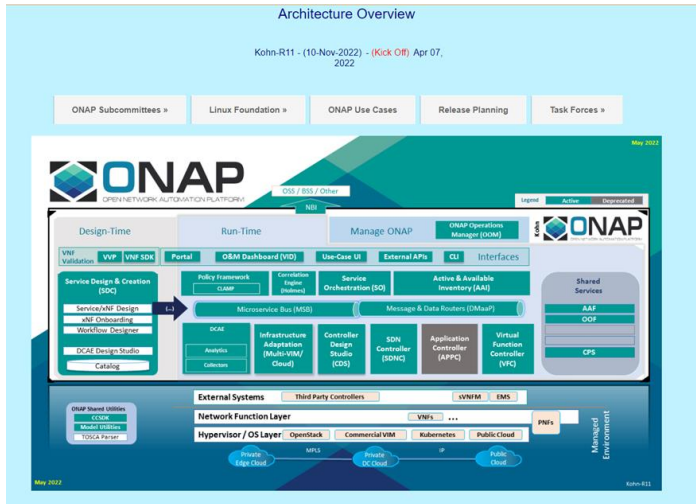 Architecture Overview
Kohn-R11 - (10-Nov-2022) - (Kick Off) Apr 07,
2022
ONAP Subcommittees »
Linux Foundation »
ONAP Use Cases
Release Planning
Task Forces »
May 2022
ONAP
OPEN NETWORK AUTOMATION PLATFORM
OSS / BSS / Other
NBI
Legend
Active
Deprecated
Design-Time
Run-Time
Manage ONAP
ONAP Operations
Manager (OOM)
Kohn
ONAP
OPEN NETWORK AUTOMATION PLATFORM
VNF
Validation
VVP
VNF SDK
Portal
O&M Dashboard (VID)
Use-Case UI
External APIs
CLI
Interfaces
Service Design & Creation
(SDC)
Service/xNF Design
xNF Onboarding
Workflow Designer
DCAE Design Studio
Catalog
(...)
Policy Framework
CLAMP
Correlation
Engine
(Holmes)
Service
Orchestration (SO)
Active & Available
Inventory (AAI)
Microservice Bus (MSB)
Message & Data Routers (DMaaP)
DCAE
Analytics
Collectors
Infrastructure
Adaptation
(Multi-VIM/
Cloud)
Controller
Design
Studio
(CDS)
SDN
Controller
(SDNC)
Application
Controller
(APPC)
Virtual
Function
Controller
(VFC)
Shared
Services
AAF
OOF
CPS
ONAP Shared Utilities
CCSDK
Model Utilities
TOSCA Parser
External Systems
Third Party Controllers
sVNFM
EMS
Network Function Layer
VNFs
...
PNFs
Hypervisor / OS Layer
OpenStack
Commercial VIM
Kubernetes
Public Cloud
Private
Edge Cloud
MPLS
Private
DC Cloud
IP
Public
Cloud
Managed
Environment
May 2022
Kohn-R11